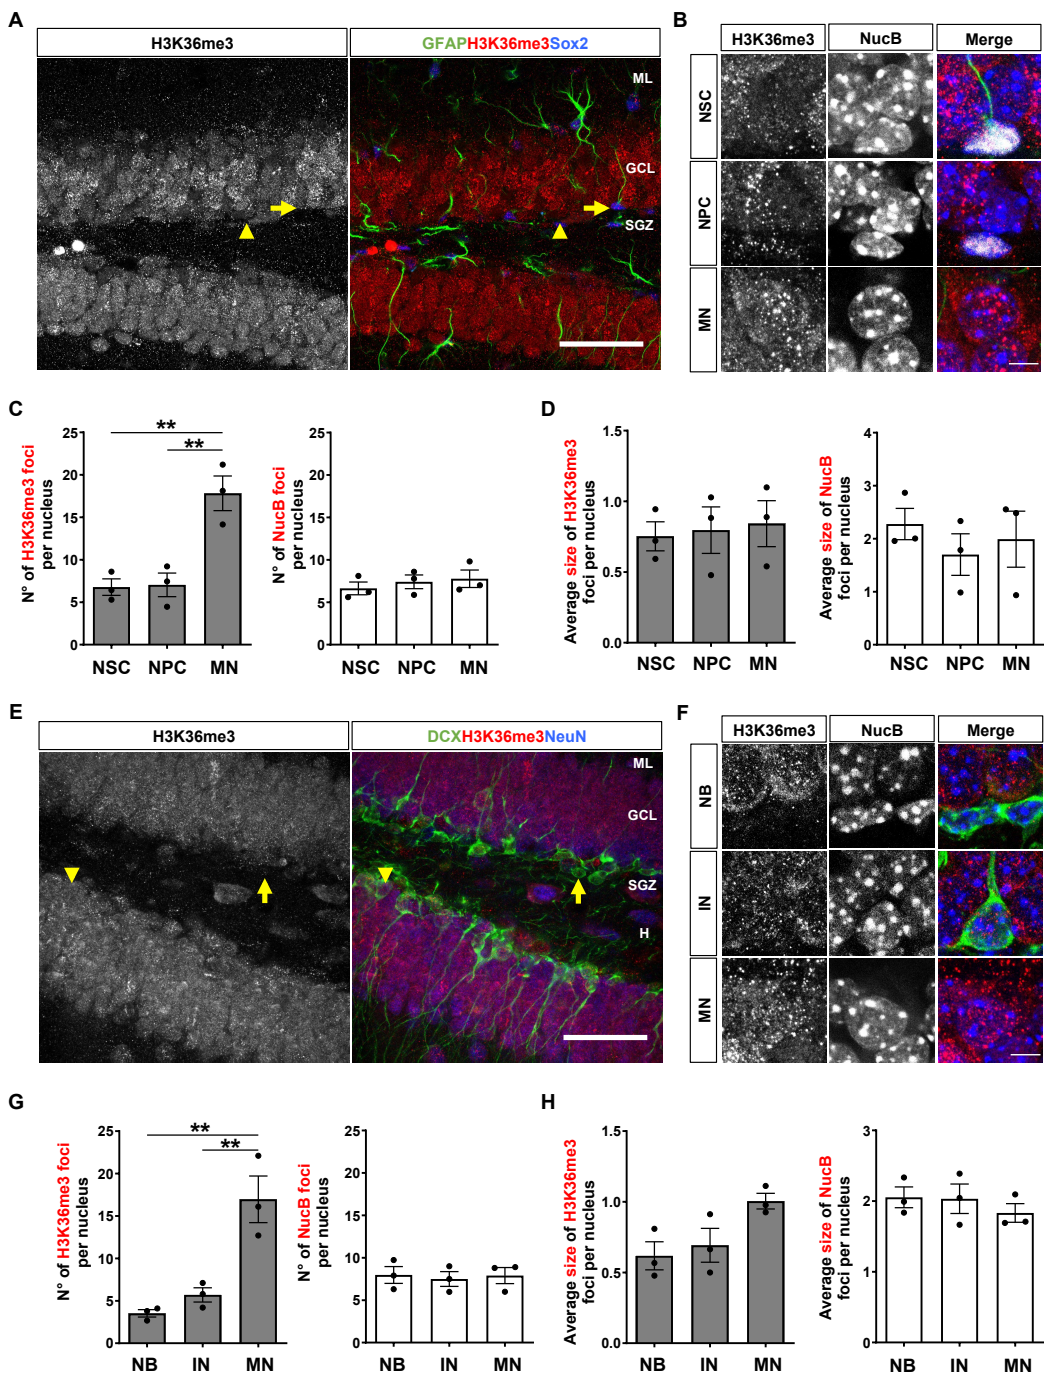 A
H3K36me3
GFAPH3K36me3Sox2
ML
GCL
SGZ
B
H3K36me3
NucB
Merge
NSC
NPC
MN
C
N° of H3K36me3 foci
per nucleus
25
20
15
10
5
0
**
**
NSC
NPC
MN
N° of NucB foci
per nucleus
25
20
15
10
5
0
NSC
NPC
MN
D
Average size of H3K36me3
foci per nucleus
1.5
1.0
0.5
0.0
NSC
NPC
MN
Average size of NucB
foci per nucleus
4
3
2
1
0
NSC
NPC
MN
E
H3K36me3
DCXH3K36me3NeuN
ML
GCL
SGZ
H
F
H3K36me3
NucB
Merge
NB
IN
MN
G
N° of H3K36me3 foci
per nucleus
25
20
15
10
5
0
**
**
NB
IN
MN
N° of NucB foci
per nucleus
25
20
15
10
5
0
NB
IN
MN
H
Average size of H3K36me3
foci per nucleus
1.5
1.0
0.5
0.0
NB
IN
MN
Average size of NucB
foci per nucleus
3
2
1
0
NB
IN
MN